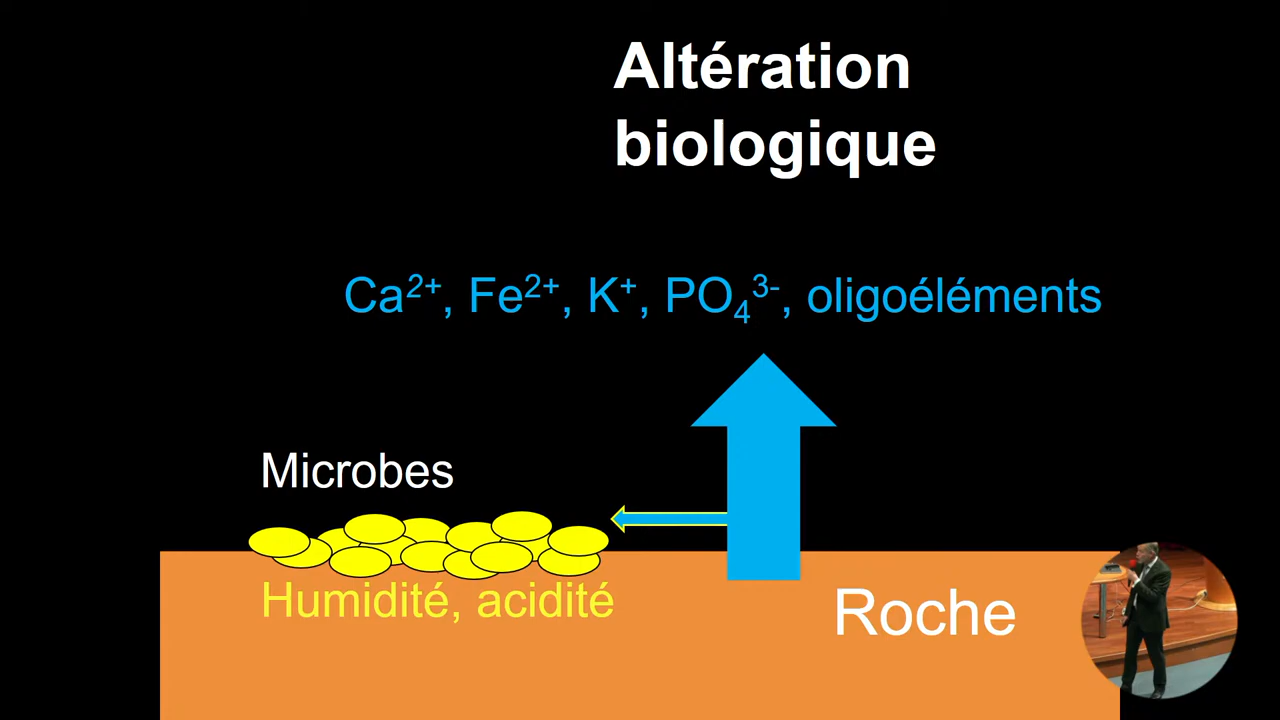 Altération
biologique
Ca²⁺, Fe²⁺, K⁺, PO₄³⁻, oligoéléments
Microbes
Humidité, acidité
Roche